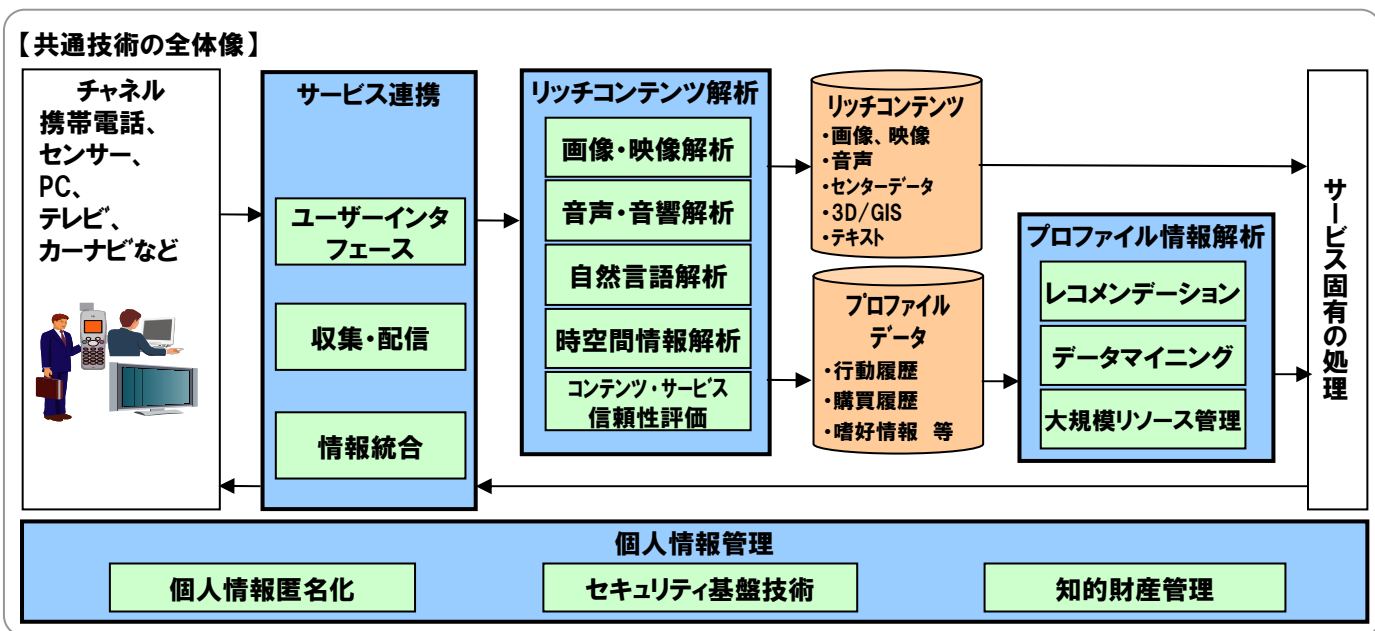 【共通技術の全体像】
チャネル
携帯電話、
センサー、
PC、
テレビ、
カーナビなど
サービス連携
ユーザーインタ
フェース
収集・配信
情報統合
リッチコンテンツ解析
画像・映像解析
音声・音響解析
自然言語解析
時空間情報解析
コンテンツ・サービス
信頼性評価
リッチコンテンツ
・画像、映像
・音声
・センターデータ
・3D/GIS
・テキスト
プロファイル
データ
・行動履歴
・購買履歴
・嗜好情報 等
プロファイル情報解析
レコメンデーション
データマイニング
大規模リソース管理
サービス固有の処理
個人情報管理
個人情報匿名化
セキュリティ基盤技術
知的財産管理